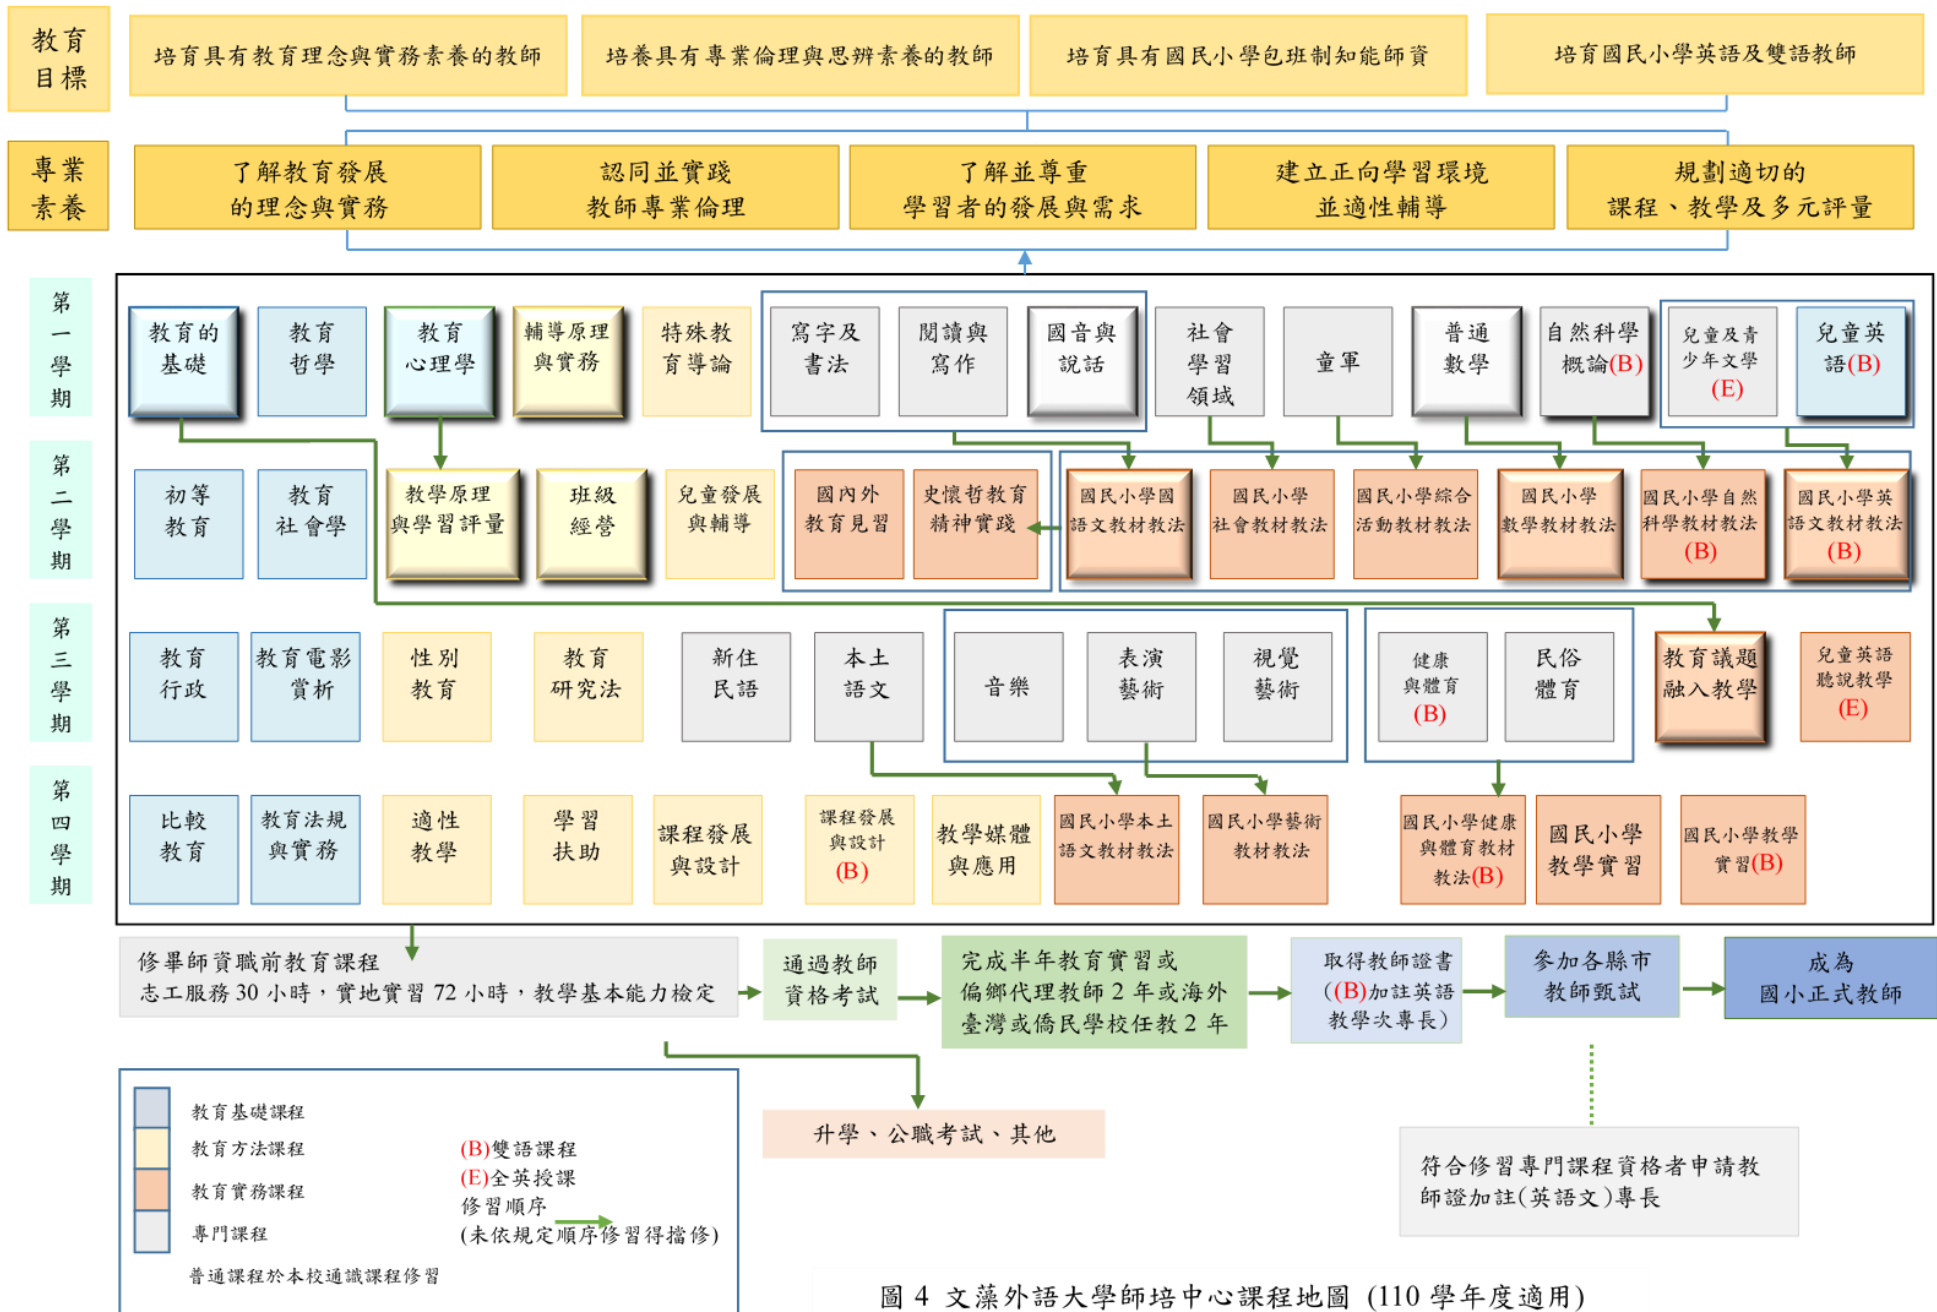 教育
目標
培育具有教育理念與實務素養的教師
培養具有專業倫理與思辨素養的教師
培育具有國民小學包班制知能師資
培育國民小學英語及雙語教師
專業
素養
了解教育發展
的理念與實務
認同並實踐
教師專業倫理
了解並尊重
學習者的發展與需求
建立正向學習環境
並適性輔導
規劃適切的
課程、教學及多元評量
第
一
學
期
教育的
基礎
教育
哲學
教育
心理學
輔導原理
與實務
特殊教
育導論
寫字及
書法
閱讀與
寫作
國音與
說話
社會
學習
領域
童軍
普通
數學
自然科學
概論(B)
兒童及青
少年文學
(E)
兒童英
語(B)
第
二
學
期
初等
教育
教育
社會學
教學原理
與學習評量
班級
經營
兒童發展
與輔導
國內外
教育見習
史懷哲教育
精神實踐
國民小學國
語文教材教法
國民小學
社會教材教法
國民小學綜合
活動教材教法
國民小學
數學教材教法
國民小學自然
科學教材教法
(B)
國民小學英
語文教材教法
(B)
第
三
學
期
教育
行政
教育電影
賞析
性別
教育
教育
研究法
新住
民語
本土
語文
音樂
表演
藝術
視覺
藝術
健康
與體育
(B)
民俗
體育
教育議題
融入教學
兒童英語
聽說教學
(E)
第
四
學
期
比較
教育
教育法規
與實務
適性
教學
學習
扶助
課程發展
與設計
課程發展
與設計
(B)
教學媒體
與應用
國民小學本土
語文教材教法
國民小學藝術
教材教法
國民小學健康
與體育教材
教法(B)
國民小學
教學實習
國民小學教學
實習(B)
修畢師資職前教育課程
志工服務 30 小時，實地實習 72 小時，教學基本能力檢定
通過教師
資格考試
完成半年教育實習或
偏鄉代理教師 2 年或海外
臺灣或僑民學校任教 2 年
取得教師證書
（(B)加註英語
教學次專長）
參加各縣市
教師甄試
成為
國小正式教師
升學、公職考試、其他
符合修習專門課程資格者申請教
師證加註(英語文)專長
教育基礎課程
教育方法課程
教育實務課程
專門課程
普通課程於本校通識課程修習
(B)雙語課程
(E)全英授課
修習順序
(未依規定順序修習得擋修)
圖 4 文藻外語大學師培中心課程地圖 (110 學年度適用)